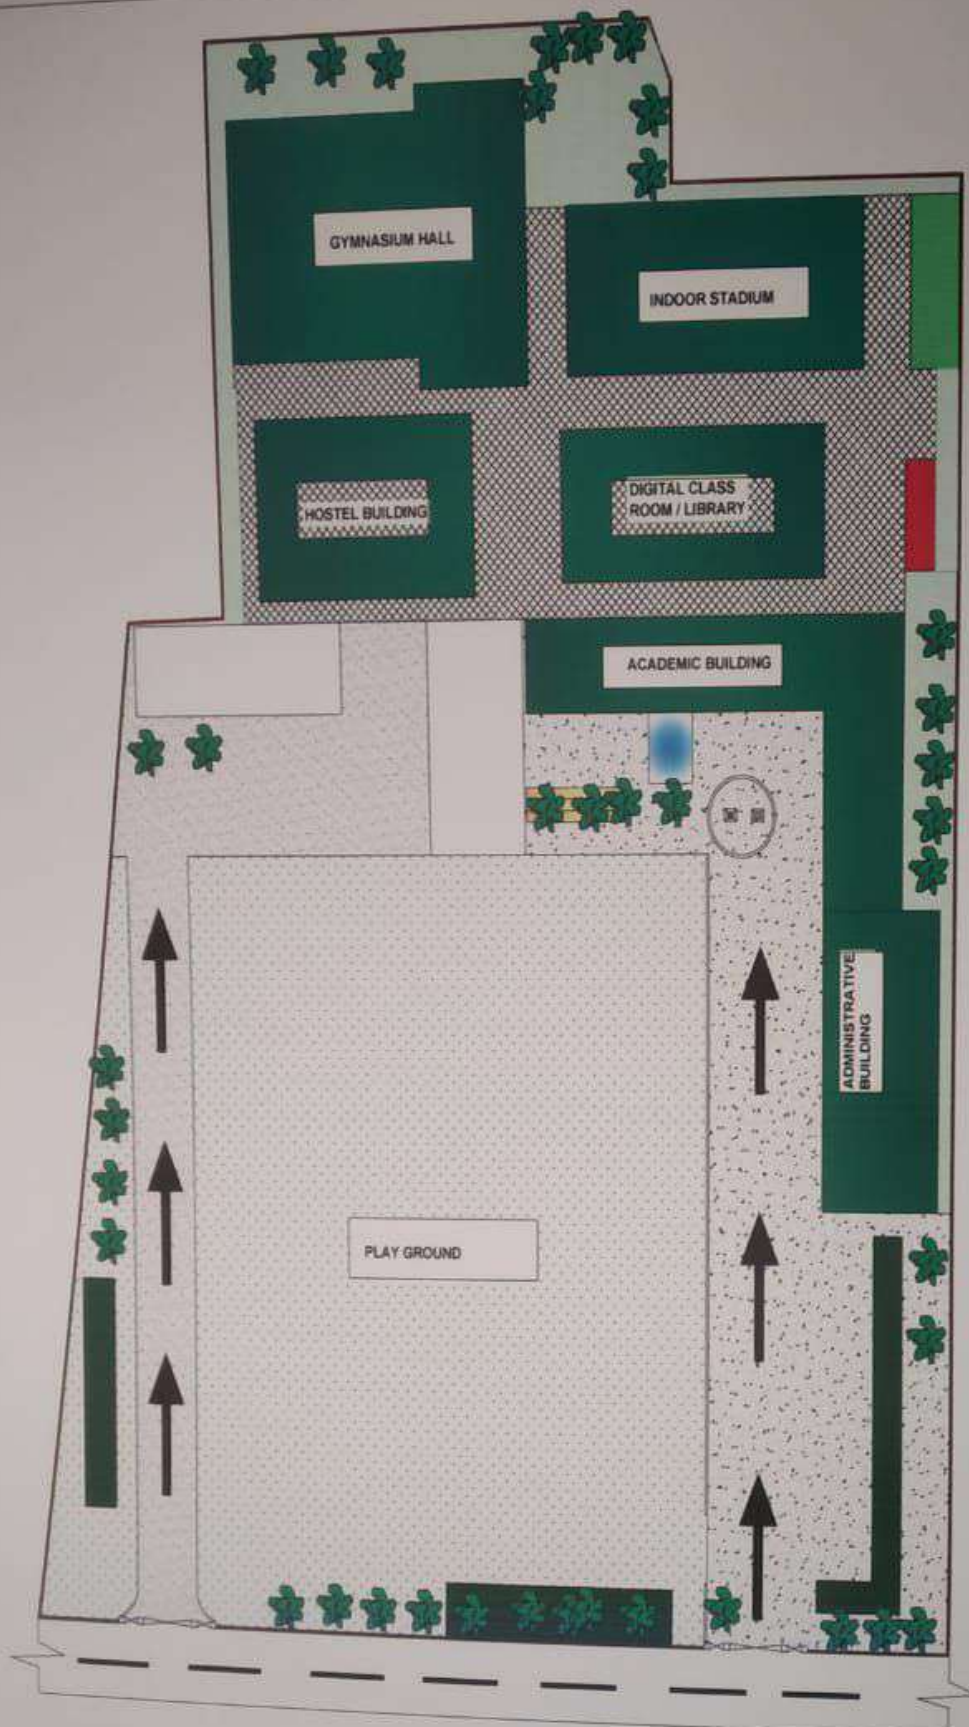 GYMNASIUM HALL
INDOOR STADIUM
HOSTEL BUILDING
DIGITAL CLASS
ROOM / LIBRARY
ACADEMIC BUILDING
ADMINISTRATIVE
BUILDING
PLAY GROUND